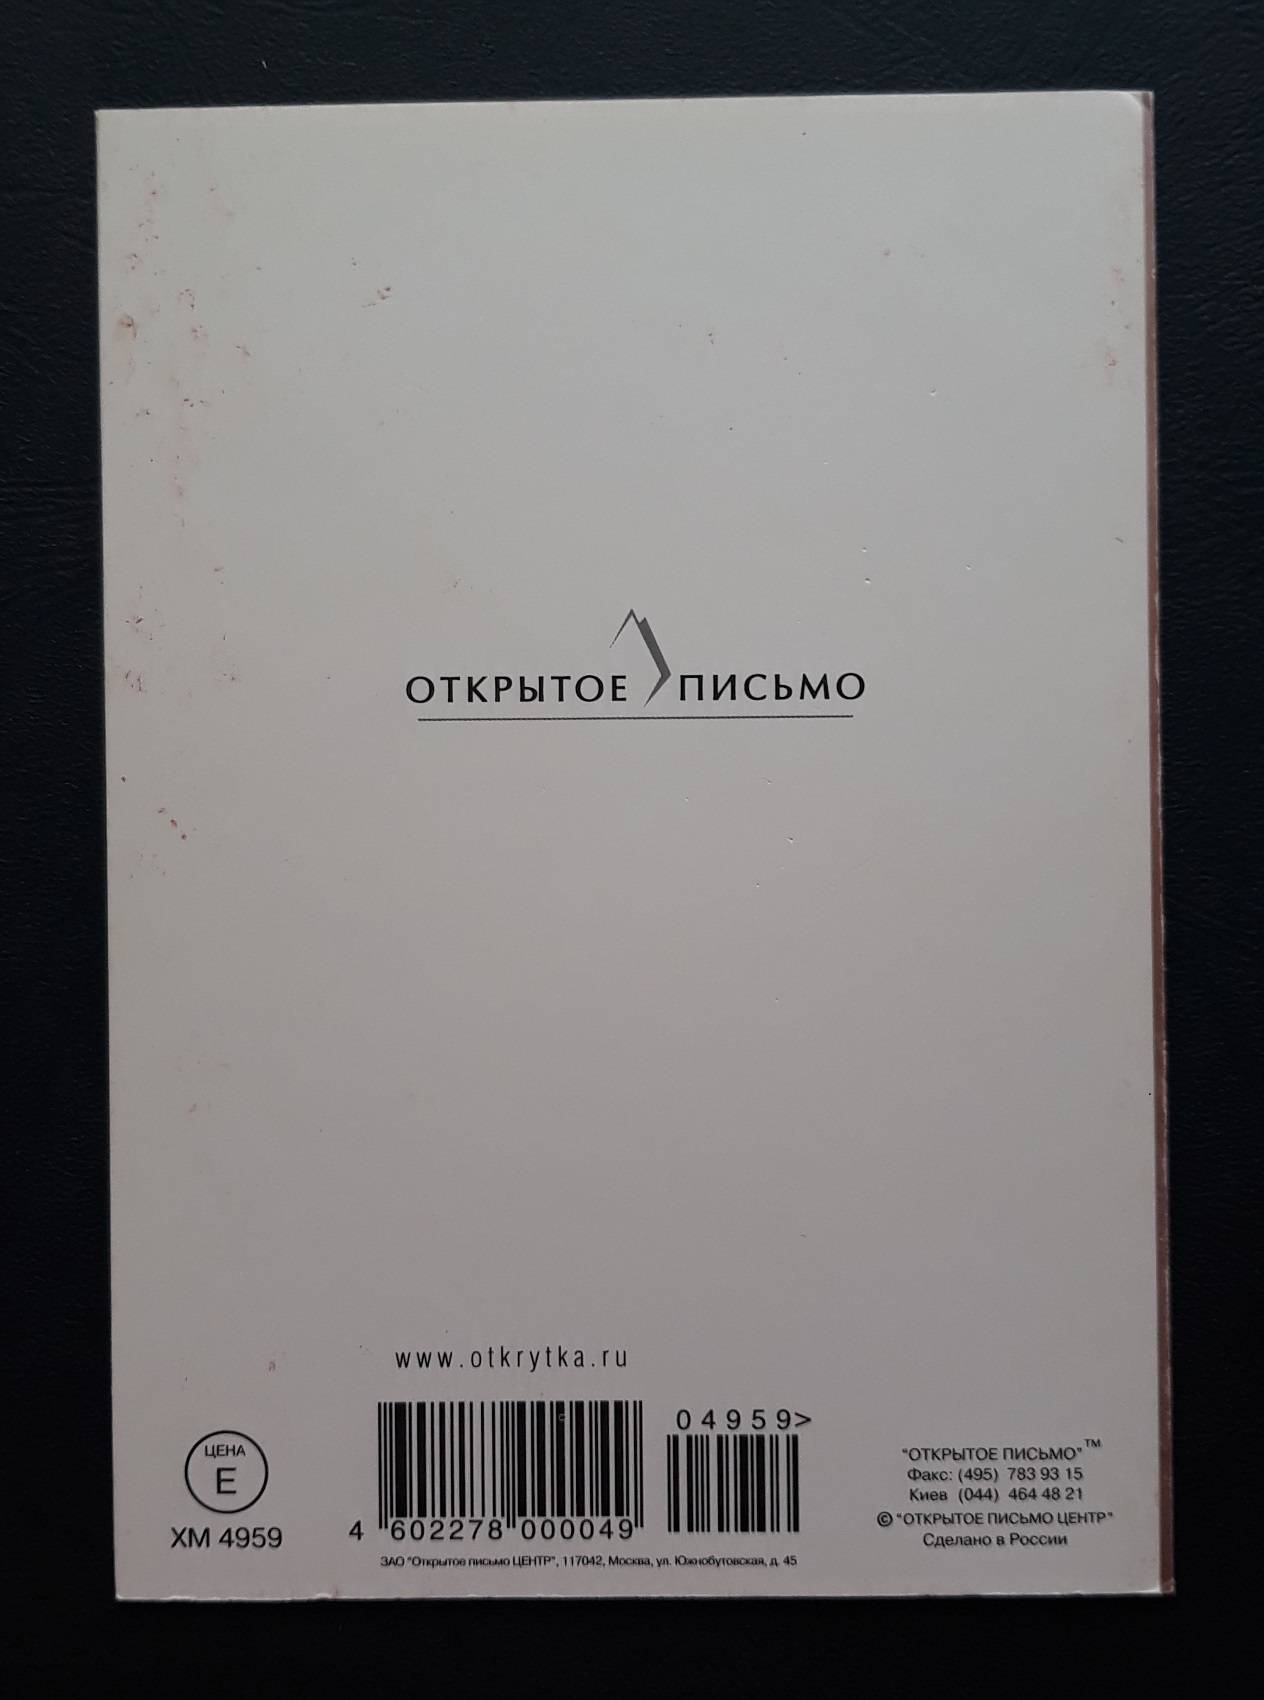 ОТКРЫТОЕ ПИСЬМО
www.otkrytka.ru
04959>
ЦЕНА
E
ХМ 4959
4 602278 000049
ЗАО "Открытое письмо ЦЕНТР", 117042, Москва, ул. Южнобутовская, д. 45
"ОТКРЫТОЕ ПИСЬМО"™
Факс: (495) 783 93 15
Киев (044) 464 48 21
© "ОТКРЫТОЕ ПИСЬМО ЦЕНТР"
Сделано в России